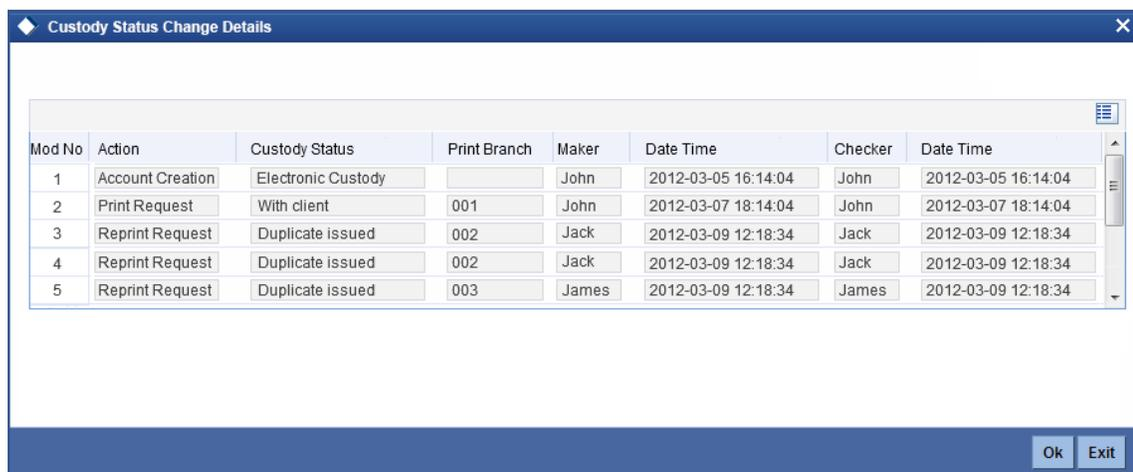 Custody Status Change Details
Mod No Action Custody Status Print Branch Maker Date Time Checker Date Time
1 Account Creation Electronic Custody John 2012-03-05 16:14:04 John 2012-03-05 16:14:04
2 Print Request With client 001 John 2012-03-07 18:14:04 John 2012-03-07 18:14:04
3 Reprint Request Duplicate issued 002 Jack 2012-03-09 12:18:34 Jack 2012-03-09 12:18:34
4 Reprint Request Duplicate issued 002 Jack 2012-03-09 12:18:34 Jack 2012-03-09 12:18:34
5 Reprint Request Duplicate issued 003 James 2012-03-09 12:18:34 James 2012-03-09 12:18:34
Ok Exit